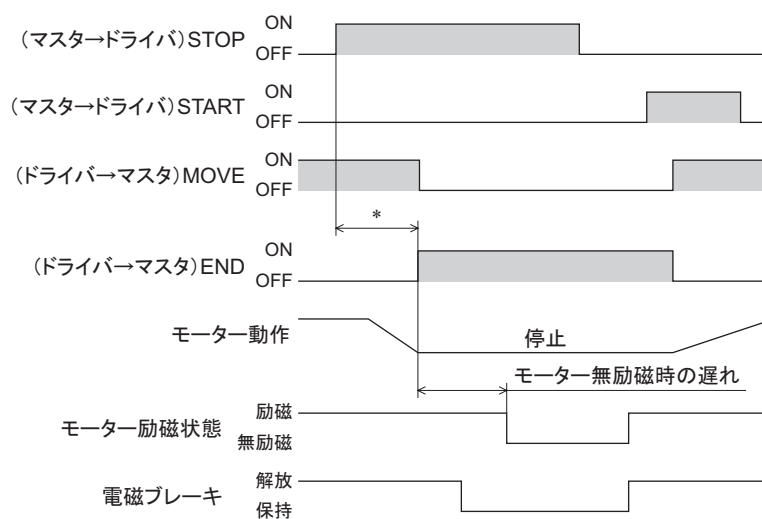 ON
(マスタ→ドライバ)STOP
OFF
ON
(マスタ→ドライバ)START
OFF
ON
(ドライバ→マスタ)MOVE
OFF
*
ON
(ドライバ→マスタ)END
OFF
モーター動作
停止
モーター無励磁時の遅れ
励磁
モーター励磁状態
無励磁
解放
電磁ブレーキ
保持